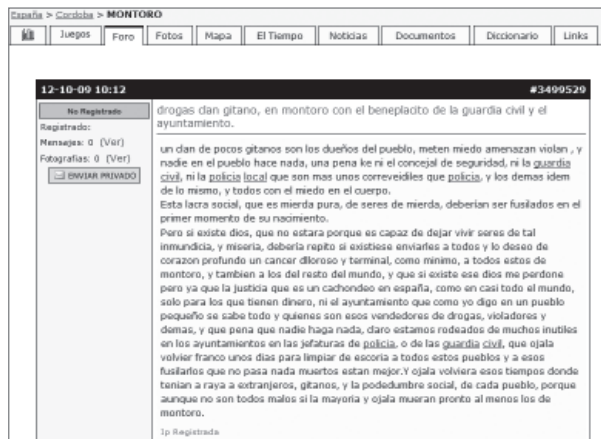 España > Cordoba > MONTORO
Juegos Foro Fotos Mapa El Tiempo Noticias Documentos Diccionario Links
12-10-09 10:12 #3499529
No Registrado
Registrado:
Mensajes: 0 (Ver)
Fotografias: 0 (Ver)
ENVIAR PRIVADO
drogas clan gitano, en montoro con el beneplacito de la guardia civil y el
ayuntamiento.
un clan de pocos gitanos son los dueños del pueblo, meten miedo amenazan violan , y
nadie en el pueblo hace nada, una pena ke ni el concejal de seguridad, ni la guardia
civil, ni la policia local que son mas unos correveidiles que policia, y los demas idem
de lo mismo, y todos con el miedo en el cuerpo.
Esta lacra social, que es mierda pura, de seres de mierda, deberian ser fusilados en el
primer momento de su nacimiento.
Pero si existe dios, que no estara porque es capaz de dejar vivir seres de tal
inmundicia, y miseria, debería repito si existiese enviarles a todos y lo deseo de
corazon profundo un cancer dlloroso y terminal, como minimo, a todos estos de
montoro, y tambien a los del resto del mundo, y que si existe ese dios me perdone
pero ya que la justicia que es un cachondeo en españa, como en casi todo el mundo,
solo para los que tienen dinero, ni el ayuntamiento que como yo digo en un pueblo
pequeño se sabe todo y quienes son esos vendedores de drogas, violadores y
demas, y que pena que nadie haga nada, claro estamos rodeados de muchos inutiles
en los ayuntamientos en las jefaturas de policia, o de las guardia civil, que ojala
volvier franco unos dias para limpiar de escoria a todos estos pueblos y a esos
fusilarlos que no pasa nada muertos estan mejor.Y ojala volviera esos tiempos donde
tenian a raya a extranjeros, gitanos, y la podedumbre social, de cada pueblo, porque
aunque no son todos malos si la mayoria y ojala mueran pronto al menos los de
montoro.
Ip Registrada